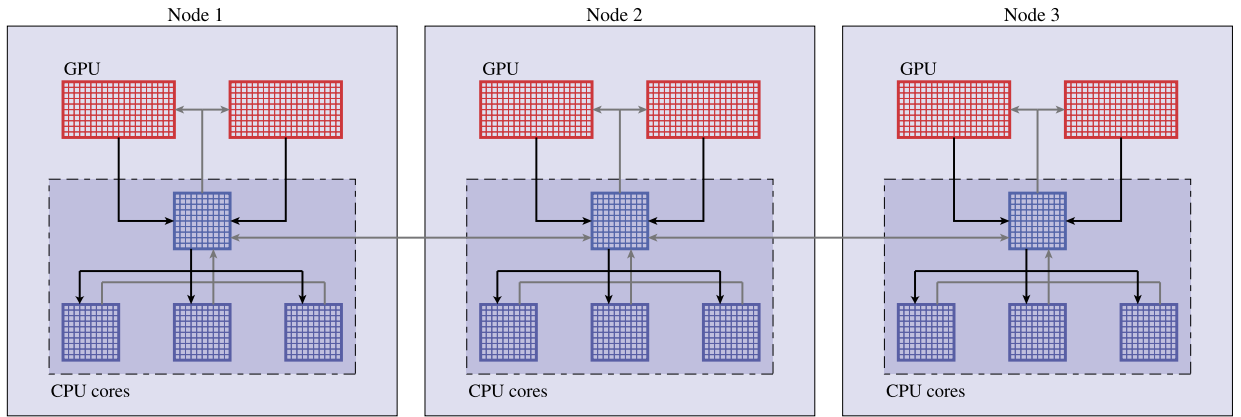 Node 1
Node 2
Node 3
GPU
GPU
GPU
CPU cores
CPU cores
CPU cores